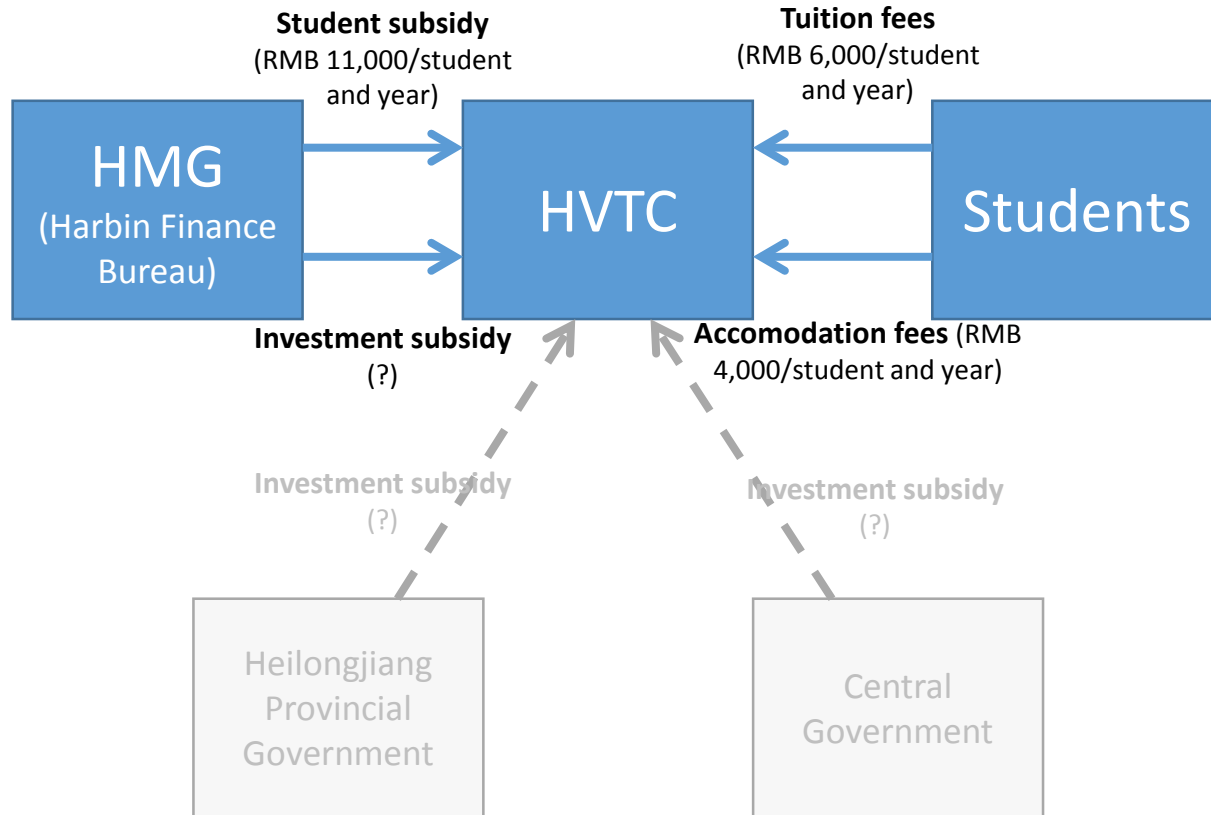 Student subsidy
(RMB 11,000/student
and year)
Tuition fees
(RMB 6,000/student
and year)
HMG
(Harbin Finance
Bureau)
HVTC
Students
Investment subsidy
(?)
Accomodation fees (RMB
4,000/student and year)
Investment subsidy
(?)
Investment subsidy
(?)
Heilongjiang
Provincial
Government
Central
Government